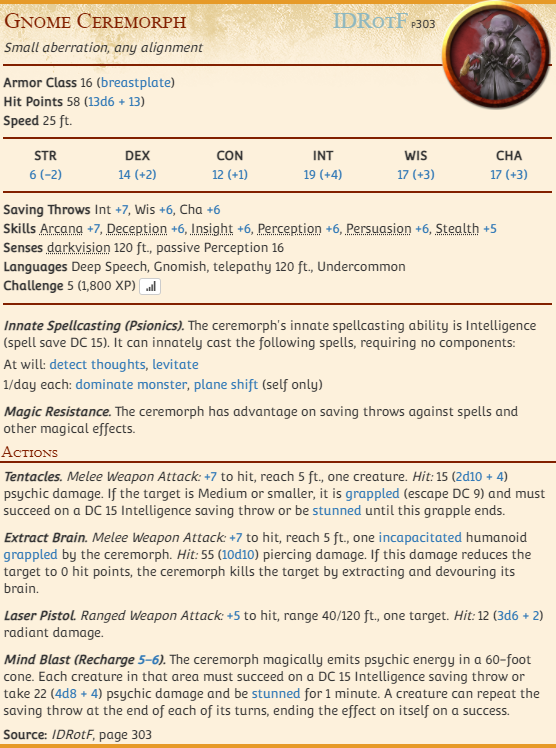 Gnome Ceremorph IDRotF p303
Small aberration, any alignment
Armor Class 16 (breastplate)
Hit Points 58 (13d6 + 13)
Speed 25 ft.
STR DEX CON INT WIS CHA
6 (−2) 14 (+2) 12 (+1) 19 (+4) 17 (+3) 17 (+3)
Saving Throws Int +7, Wis +6, Cha +6
Skills Arcana +7, Deception +6, Insight +6, Perception +6, Persuasion +6, Stealth +5
Senses darkvision 120 ft., passive Perception 16
Languages Deep Speech, Gnomish, telepathy 120 ft., Undercommon
Challenge 5 (1,800 XP)
Innate Spellcasting (Psionics). The ceremorph's innate spellcasting ability is Intelligence
(spell save DC 15). It can innately cast the following spells, requiring no components:
At will: detect thoughts, levitate
1/day each: dominate monster, plane shift (self only)
Magic Resistance. The ceremorph has advantage on saving throws against spells and
other magical effects.
Actions
Tentacles. Melee Weapon Attack: +7 to hit, reach 5 ft., one creature. Hit: 15 (2d10 + 4)
psychic damage. If the target is Medium or smaller, it is grappled (escape DC 9) and must
succeed on a DC 15 Intelligence saving throw or be stunned until this grapple ends.
Extract Brain. Melee Weapon Attack: +7 to hit, reach 5 ft., one incapacitated humanoid
grappled by the ceremorph. Hit: 55 (10d10) piercing damage. If this damage reduces the
target to 0 hit points, the ceremorph kills the target by extracting and devouring its
brain.
Laser Pistol. Ranged Weapon Attack: +5 to hit, range 40/120 ft., one target. Hit: 12 (3d6 + 2)
radiant damage.
Mind Blast (Recharge 5–6). The ceremorph magically emits psychic energy in a 60-foot
cone. Each creature in that area must succeed on a DC 15 Intelligence saving throw or
take 22 (4d8 + 4) psychic damage and be stunned for 1 minute. A creature can repeat the
saving throw at the end of each of its turns, ending the effect on itself on a success.
Source: IDRotF, page 303